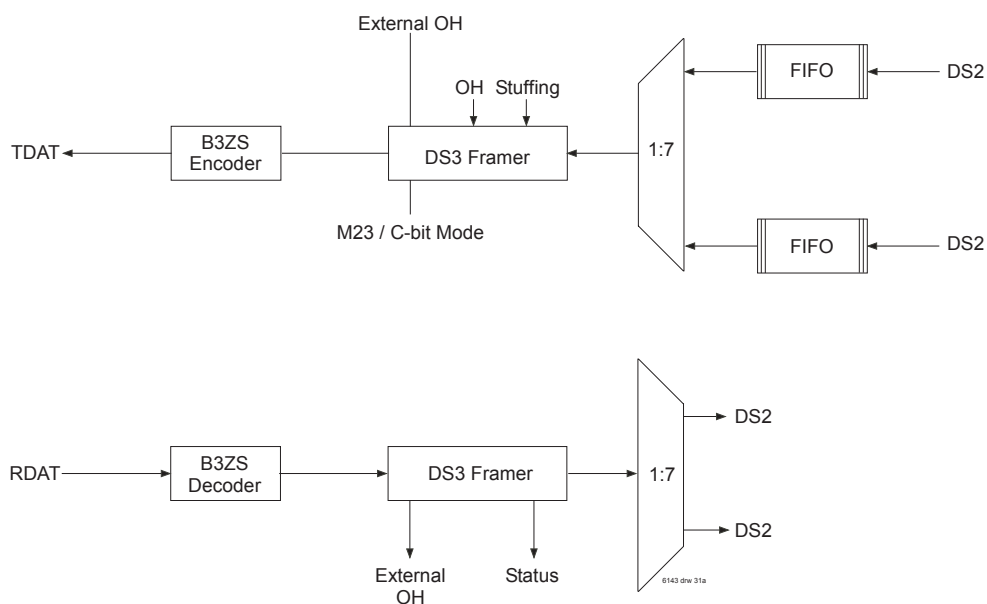 External OH
OH Stuffing
FIFO
DS2
TDAT
B3ZS
Encoder
DS3 Framer
1:7
M23 / C-bit Mode
FIFO
DS2
RDAT
B3ZS
Decoder
DS3 Framer
1:7
DS2
DS2
External
OH
Status
6143 drw 31a